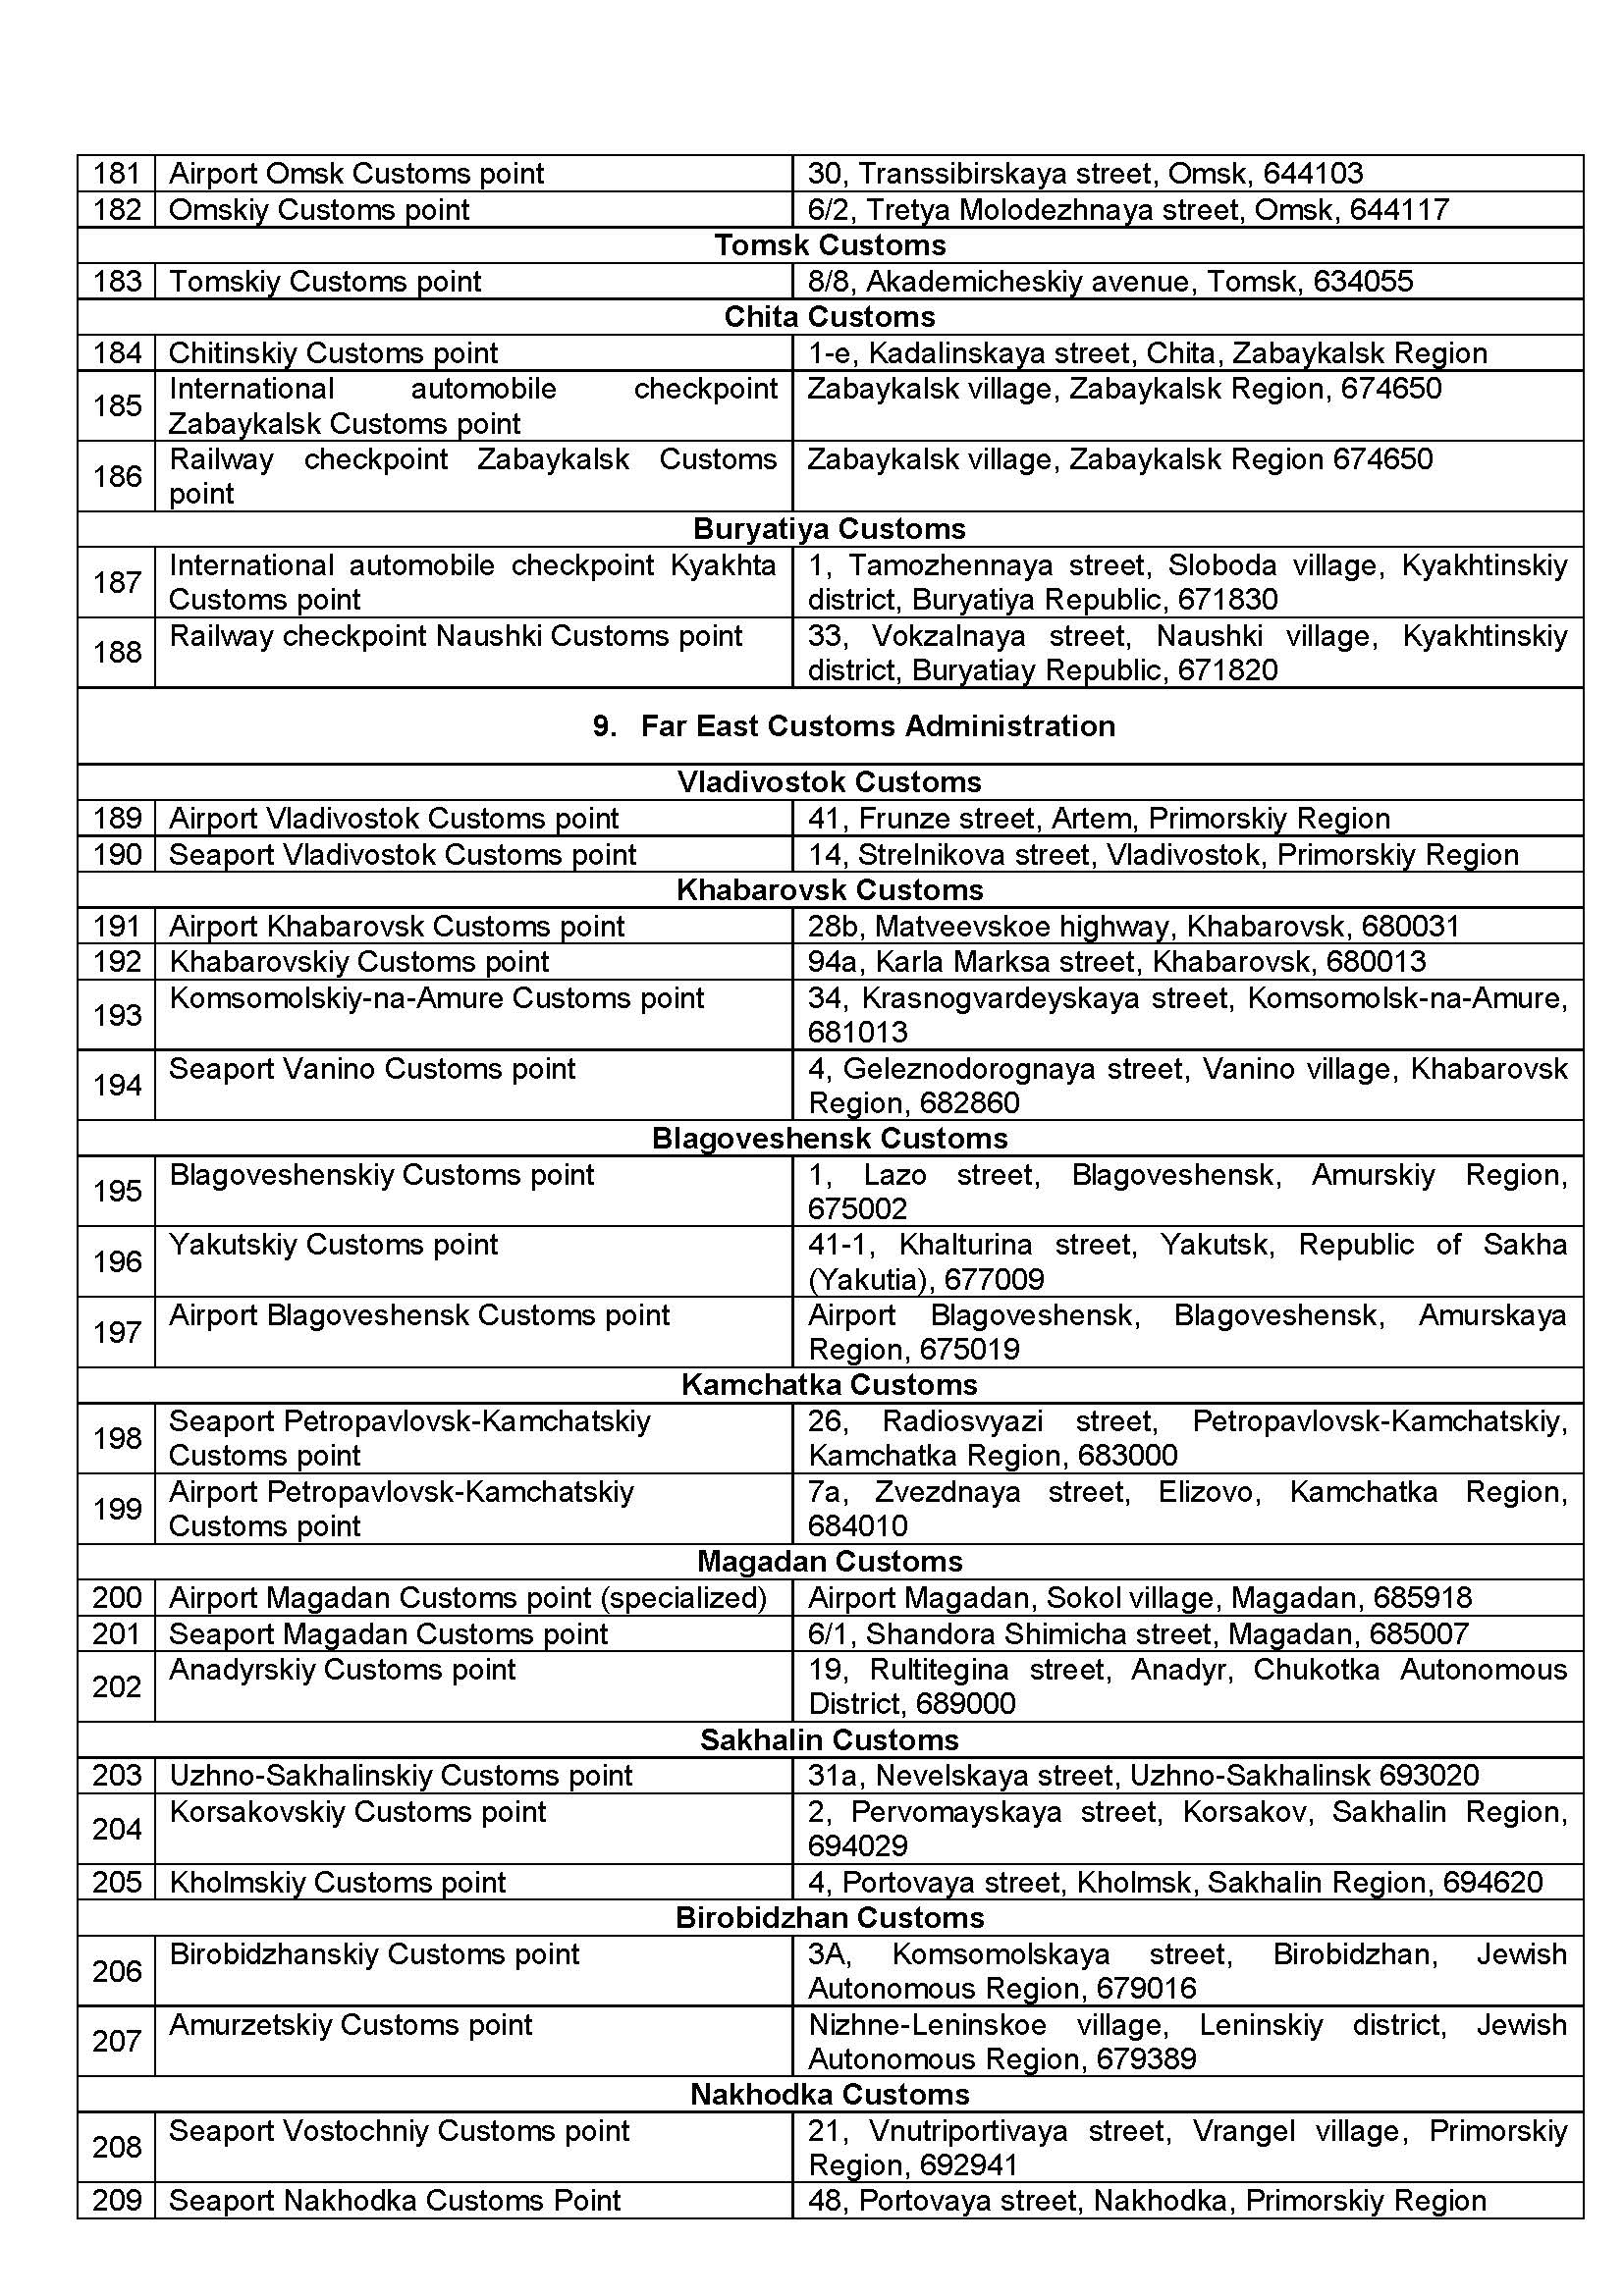 181 Airport Omsk Customs point 30, Transsibirskaya street, Omsk, 644103
182 Omskiy Customs point 6/2, Tretya Molodezhnaya street, Omsk, 644117
Tomsk Customs
183 Tomskiy Customs point 8/8, Akademicheskiy avenue, Tomsk, 634055
Chita Customs
184 Chitinskiy Customs point 1-e, Kadalinskaya street, Chita, Zabaykalsk Region
185 International automobile checkpoint Zabaykalsk village, Zabaykalsk Region, 674650
Zabaykalsk Customs point
186 Railway checkpoint Zabaykalsk Customs Zabaykalsk village, Zabaykalsk Region 674650
point
Buryatiya Customs
187 International automobile checkpoint Kyakhta 1, Tamozhennaya street, Sloboda village, Kyakhtinskiy
Customs point district, Buryatiya Republic, 671830
188 Railway checkpoint Naushki Customs point 33, Vokzalnaya street, Naushki village, Kyakhtinskiy
district, Buryatiay Republic, 671820
9. Far East Customs Administration
Vladivostok Customs
189 Airport Vladivostok Customs point 41, Frunze street, Artem, Primorskiy Region
190 Seaport Vladivostok Customs point 14, Strelnikova street, Vladivostok, Primorskiy Region
Khabarovsk Customs
191 Airport Khabarovsk Customs point 28b, Matveevskoe highway, Khabarovsk, 680031
192 Khabarovskiy Customs point 94a, Karla Marksa street, Khabarovsk, 680013
193 Komsomolskiy-na-Amure Customs point 34, Krasnogvardeyskaya street, Komsomolsk-na-Amure,
681013
194 Seaport Vanino Customs point 4, Geleznodorognaya street, Vanino village, Khabarovsk
Region, 682860
Blagoveshensk Customs
195 Blagoveshenskiy Customs point 1, Lazo street, Blagoveshensk, Amurskiy Region,
675002
196 Yakutskiy Customs point 41-1, Khalturina street, Yakutsk, Republic of Sakha
(Yakutia), 677009
197 Airport Blagoveshensk Customs point Airport Blagoveshensk, Blagoveshensk, Amurskaya
Region, 675019
Kamchatka Customs
198 Seaport Petropavlovsk-Kamchatskiy 26, Radiosvyazi street, Petropavlovsk-Kamchatskiy,
Customs point Kamchatka Region, 683000
199 Airport Petropavlovsk-Kamchatskiy 7a, Zvezdnaya street, Elizovo, Kamchatka Region,
Customs point 684010
Magadan Customs
200 Airport Magadan Customs point (specialized) Airport Magadan, Sokol village, Magadan, 685918
201 Seaport Magadan Customs point 6/1, Shandora Shimicha street, Magadan, 685007
202 Anadyrskiy Customs point 19, Rultitegina street, Anadyr, Chukotka Autonomous
District, 689000
Sakhalin Customs
203 Uzhno-Sakhalinskiy Customs point 31a, Nevelskaya street, Uzhno-Sakhalinsk 693020
204 Korsakovskiy Customs point 2, Pervomayskaya street, Korsakov, Sakhalin Region,
694029
205 Kholmskiy Customs point 4, Portovaya street, Kholmsk, Sakhalin Region, 694620
Birobidzhan Customs
206 Birobidzhanskiy Customs point 3A, Komsomolskaya street, Birobidzhan, Jewish
Autonomous Region, 679016
207 Amurzetskiy Customs point Nizhne-Leninskoe village, Leninskiy district, Jewish
Autonomous Region, 679389
Nakhodka Customs
208 Seaport Vostochniy Customs point 21, Vnutriportivaya street, Vrangel village, Primorskiy
Region, 692941
209 Seaport Nakhodka Customs Point 48, Portovaya street, Nakhodka, Primorskiy Region